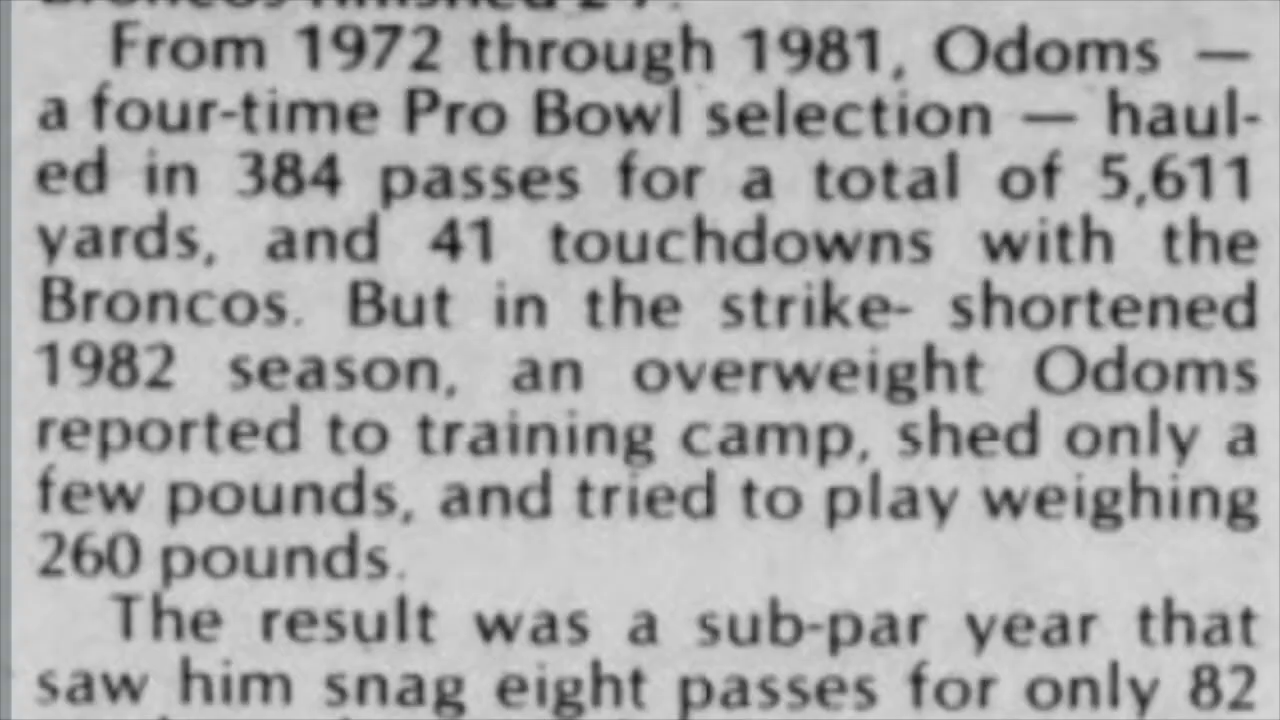 From 1972 through 1981, Odoms —
a four-time Pro Bowl selection — haul-
ed in 384 passes for a total of 5,611
yards, and 41 touchdowns with the
Broncos. But in the strike- shortened
1982 season, an overweight Odoms
reported to training camp, shed only a
few pounds, and tried to play weighing
260 pounds.
The result was a sub-par year that
saw him snag eight passes for only 82